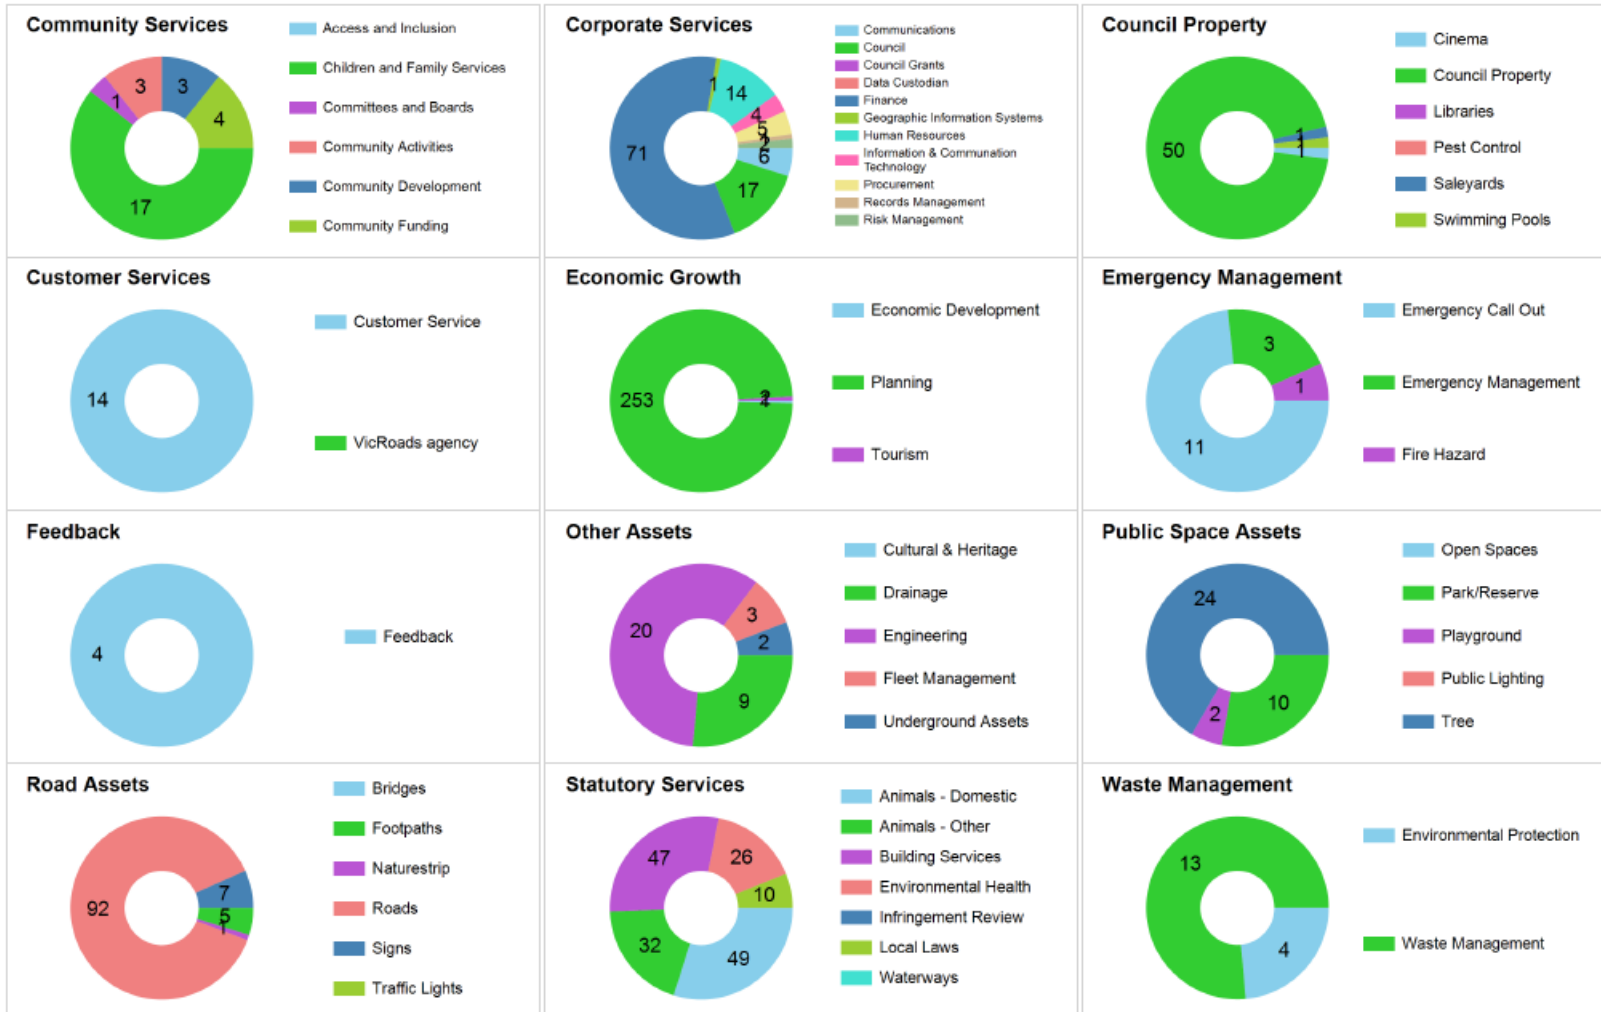 Community Services
Access and Inclusion
Children and Family Services
Committees and Boards
Community Activities
Community Development
Community Funding
3
3
1
4
17
Corporate Services
Communications
Council
Council Grants
Data Custodian
Finance
Geographic Information Systems
Human Resources
Information & Communation
Technology
Procurement
Records Management
Risk Management
1
14
4
5
6
71
17
Council Property
Cinema
Council Property
Libraries
Pest Control
Saleyards
Swimming Pools
50
1
1
1
Customer Services
Customer Service
VicRoads agency
14
Economic Growth
Economic Development
Planning
Tourism
253
Emergency Management
Emergency Call Out
Emergency Management
Fire Hazard
3
1
11
Feedback
Feedback
4
Other Assets
Cultural & Heritage
Drainage
Engineering
Fleet Management
Underground Assets
20
3
2
9
Public Space Assets
Open Spaces
Park/Reserve
Playground
Public Lighting
Tree
24
10
2
Road Assets
Bridges
Footpaths
Naturestrip
Roads
Signs
Traffic Lights
92
7
5
1
Statutory Services
Animals - Domestic
Animals - Other
Building Services
Environmental Health
Infringement Review
Local Laws
Waterways
47
26
10
32
49
Waste Management
Environmental Protection
Waste Management
13
4